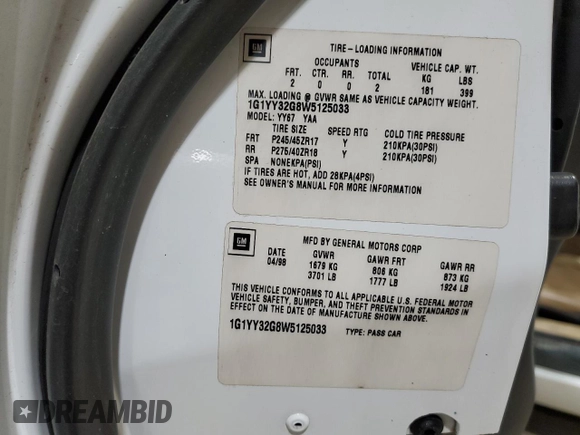 GM
TIRE-LOADING INFORMATION
OCCUPANTS VEHICLE CAP. WT.
FRT. CTR. RR. TOTAL KG LBS
2 0 0 2 181 399
MAX. LOADING @ GVWR SAME AS VEHICLE CAPACITY WEIGHT.
1G1YY32G8W5125033
MODEL: YY67 YAA
TIRE SIZE SPEED RTG COLD TIRE PRESSURE
FRT P245/45ZR17 Y 210KPA(30PSI)
RR P275/40ZR18 Y 210KPA(30PSI)
SPA NONEKPA(PSI)
IF TIRES ARE HOT, ADD 28KPA(4PSI)
SEE OWNER'S MANUAL FOR MORE INFORMATION
GM
MFD BY GENERAL MOTORS CORP
DATE GVWR GAWR FRT GAWR RR
04/98 1679 KG 806 KG 873 KG
3701 LB 1777 LB 1924 LB
THIS VEHICLE CONFORMS TO ALL APPLICABLE U.S. FEDERAL MOTOR
VEHICLE SAFETY, BUMPER, AND THEFT PREVENTION STANDARDS IN
EFFECT ON THE DATE OF MANUFACTURE SHOWN ABOVE.
1G1YY32G8W5125033 TYPE: PASS CAR
DREAMBID